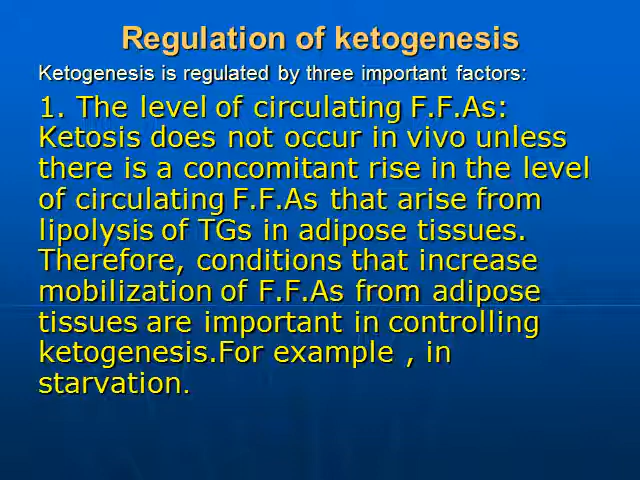 Regulation of ketogenesis
Ketogenesis is regulated by three important factors:
1. The level of circulating F.F.As:
Ketosis does not occur in vivo unless
there is a concomitant rise in the level
of circulating F.F.As that arise from
lipolysis of TGs in adipose tissues.
Therefore, conditions that increase
mobilization of F.F.As from adipose
tissues are important in controlling
ketogenesis.For example , in
starvation.